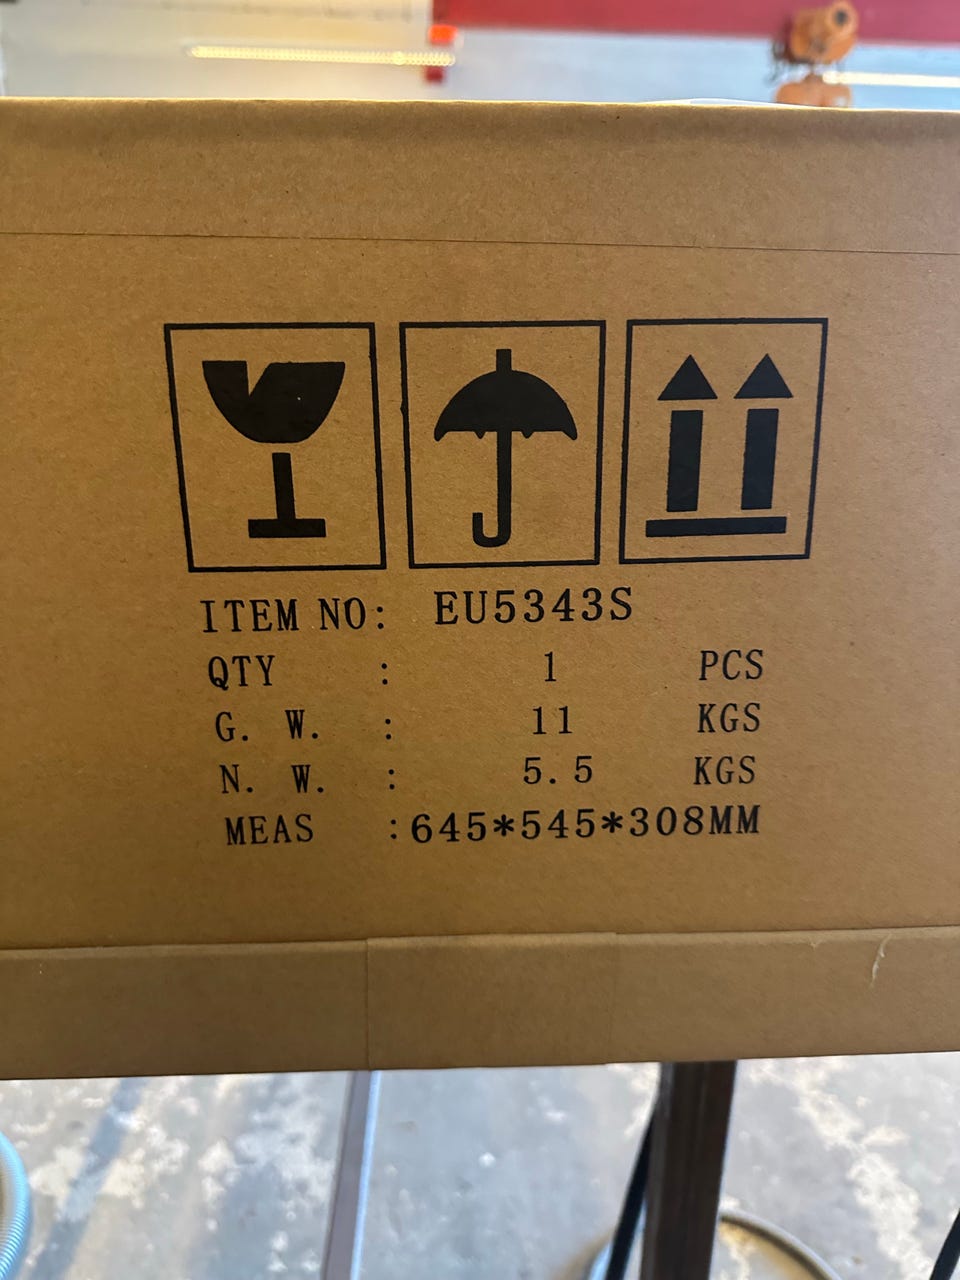 ITEM NO: EU5343S
QTY : 1 PCS
G. W. : 11 KGS
N. W. : 5.5 KGS
MEAS :645*545*308MM